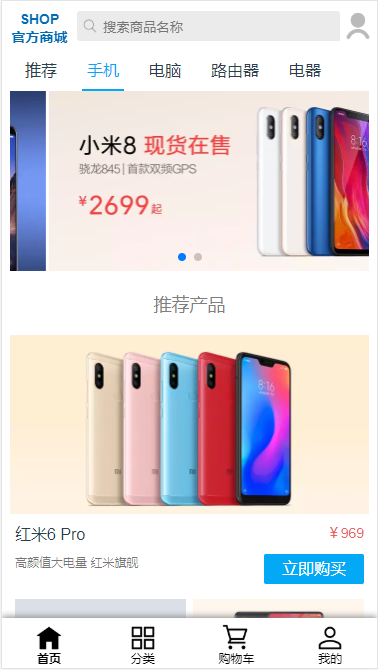 SHOP
官方商城
搜索商品名称
推荐 手机 电脑 路由器 电器
小米8 现货在售
骁龙845 | 首款双频GPS
¥2699起
8:16
推荐产品
8:16
红米6 Pro
¥ 969
高颜值大电量 红米旗舰
立即购买
首页 分类 购物车 我的